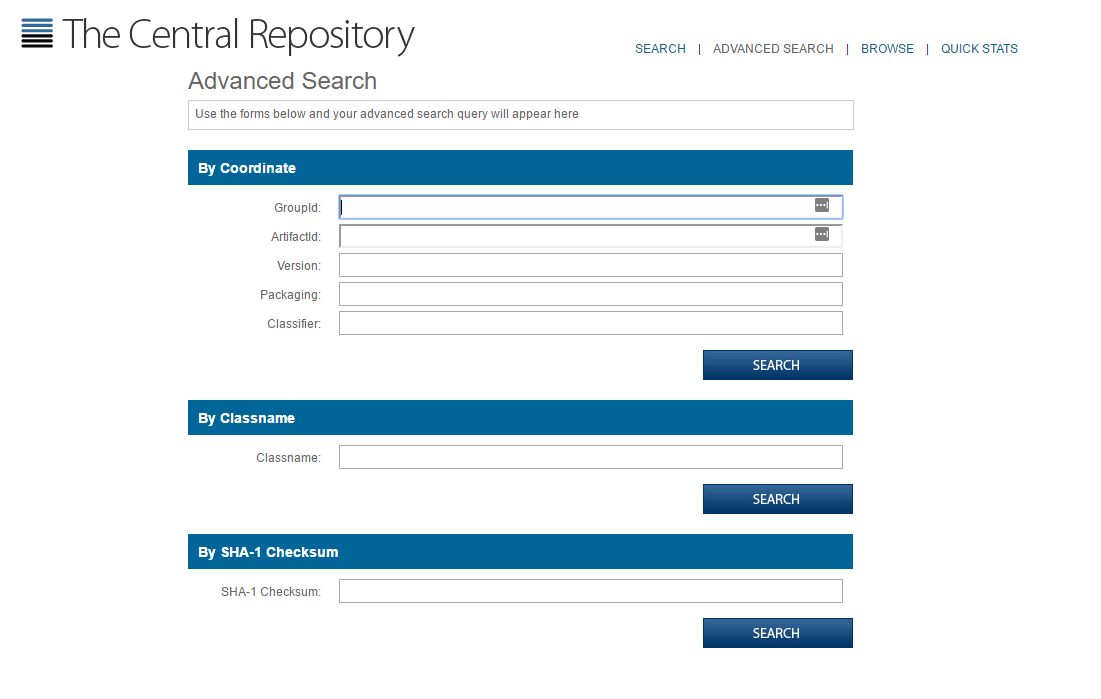 The Central Repository
SEARCH | ADVANCED SEARCH | BROWSE | QUICK STATS
Advanced Search
Use the forms below and your advanced search query will appear here
By Coordinate
GroupId:
ArtifactId:
Version:
Packaging:
Classifier:
SEARCH
By Classname
Classname:
SEARCH
By SHA-1 Checksum
SHA-1 Checksum:
SEARCH